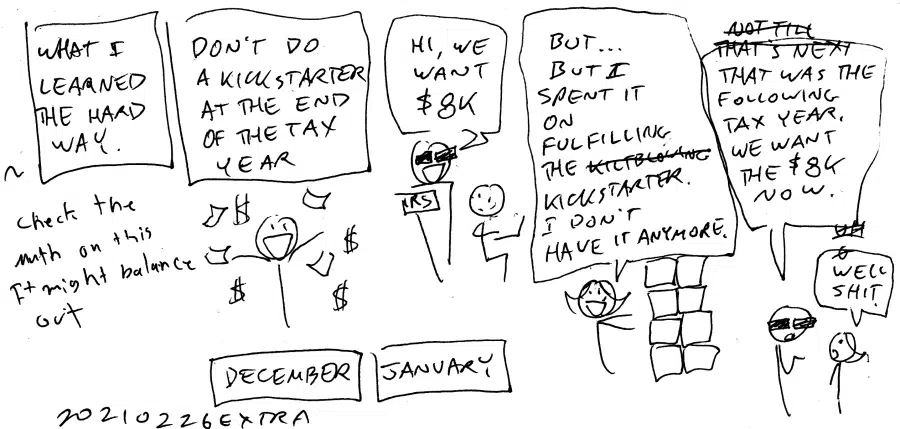 WHAT I
LEARNED
THE HARD
WAY.
DON'T DO
A KICKSTARTER
AT THE END
OF THE TAX
YEAR
HI, WE
WANT
$8K
IRS
BUT...
BUT I
SPENT IT
ON
FULFILLING
THE
KICKSTARTER.
I DON'T
HAVE IT ANYMORE.
NOT TILL
THAT'S NEXT
THAT WAS THE
FOLLOWING
TAX YEAR.
WE WANT
THE $8K
NOW.
WELL
SHIT.
check the
math on this
It might balance
out
$
$
$
$
DECEMBER
JANUARY
20210226EXTRA